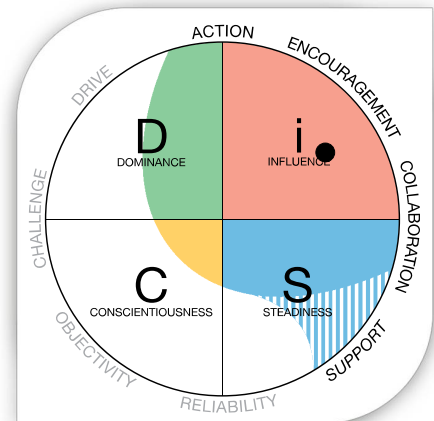 ACTION
ENCOURAGEMENT
DRIVE
D
DOMINANCE
i
INFLUENCE
CHALLENGE
COLLABORATION
C
CONSCIENTIOUSNESS
S
STEADINESS
OBJECTIVITY
SUPPORT
RELIABILITY